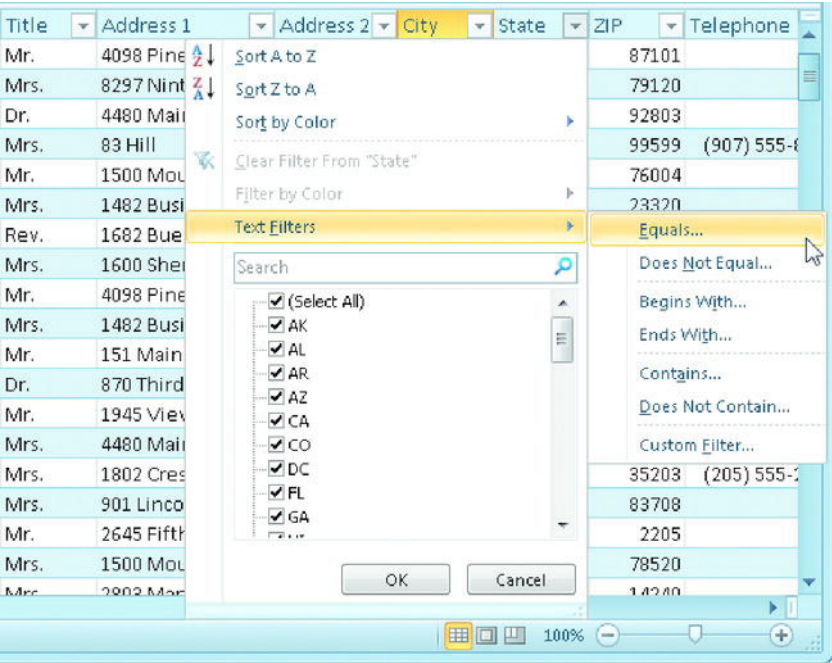 Title Address 1 Address 2 City State ZIP Telephone
Mr. 4098 Pine 87101
Mrs. 8297 Nint 79120
Dr. 4480 Mai 92803
Mrs. 83 Hill 99599 (907) 555-
Mr. 1500 Mou 76004
Mrs. 1482 Busi 23320
Rev. 1682 Bue
Mrs. 1600 Sher
Mr. 4098 Pine
Mrs. 1482 Busi
Mr. 151 Main
Dr. 870 Third
Mr. 1945 View
Mrs. 4480 Mai
Mrs. 1802 Cres 35203 (205) 555-
Mrs. 901 Linco 83708
Mr. 2645 Fifth 2205
Mrs. 1500 Mou 78520
Sort A to Z
Sort Z to A
Sort by Color
Clear Filter From "State"
Filter by Color
Text Filters
Search
(Select All)
AK
AL
AR
AZ
CA
CO
DC
FL
GA
OK Cancel
Equals...
Does Not Equal...
Begins With...
Ends With...
Contains...
Does Not Contain...
Custom Filter...
100%